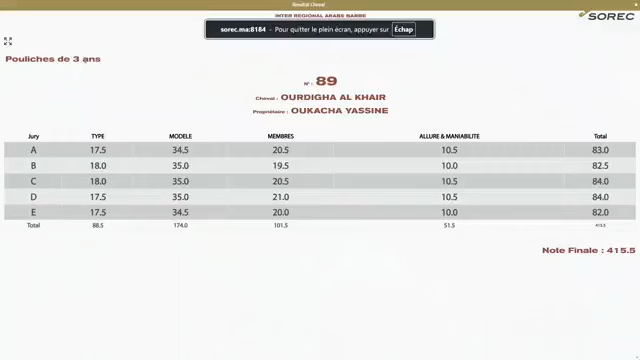 Resultat Cheval
INTER REGIONAL ARABE BARBE
SOREC
sorec.ma:8184 - Pour quitter le plein écran, appuyer sur Échap
Pouliches de 3 ans
N° : 89
Cheval : OURDIGHA AL KHAIR
Propriétaire : OUKACHA YASSINE
Jury TYPE MODELE MEMBRES ALLURE & MANIABILITE Total
A 17.5 34.5 20.5 10.5 83.0
B 18.0 35.0 19.5 10.0 82.5
C 18.0 35.0 20.5 10.5 84.0
D 17.5 35.0 21.0 10.5 84.0
E 17.5 34.5 20.0 10.0 82.0
Total 88.5 174.0 101.5 51.5 415.5
Note Finale : 415.5